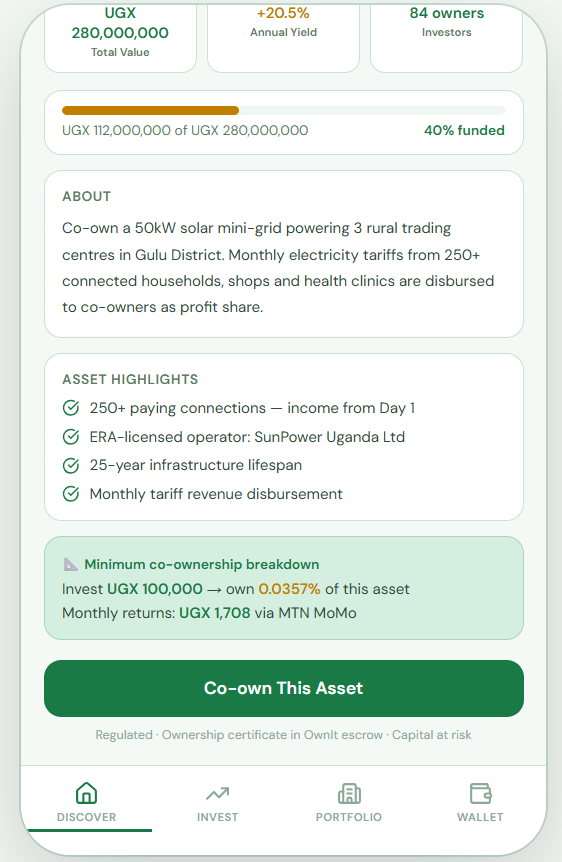 UGX
280,000,000
Total Value
+20.5%
Annual Yield
84 owners
Investors
UGX 112,000,000 of UGX 280,000,000
40% funded
ABOUT
Co-own a 50kW solar mini-grid powering 3 rural trading
centres in Gulu District. Monthly electricity tariffs from 250+
connected households, shops and health clinics are disbursed
to co-owners as profit share.
ASSET HIGHLIGHTS
250+ paying connections — income from Day 1
ERA-licensed operator: SunPower Uganda Ltd
25-year infrastructure lifespan
Monthly tariff revenue disbursement
Minimum co-ownership breakdown
Invest UGX 100,000 → own 0.0357% of this asset
Monthly returns: UGX 1,708 via MTN MoMo
Co-own This Asset
Regulated · Ownership certificate in OwnIt escrow · Capital at risk
DISCOVER
INVEST
PORTFOLIO
WALLET